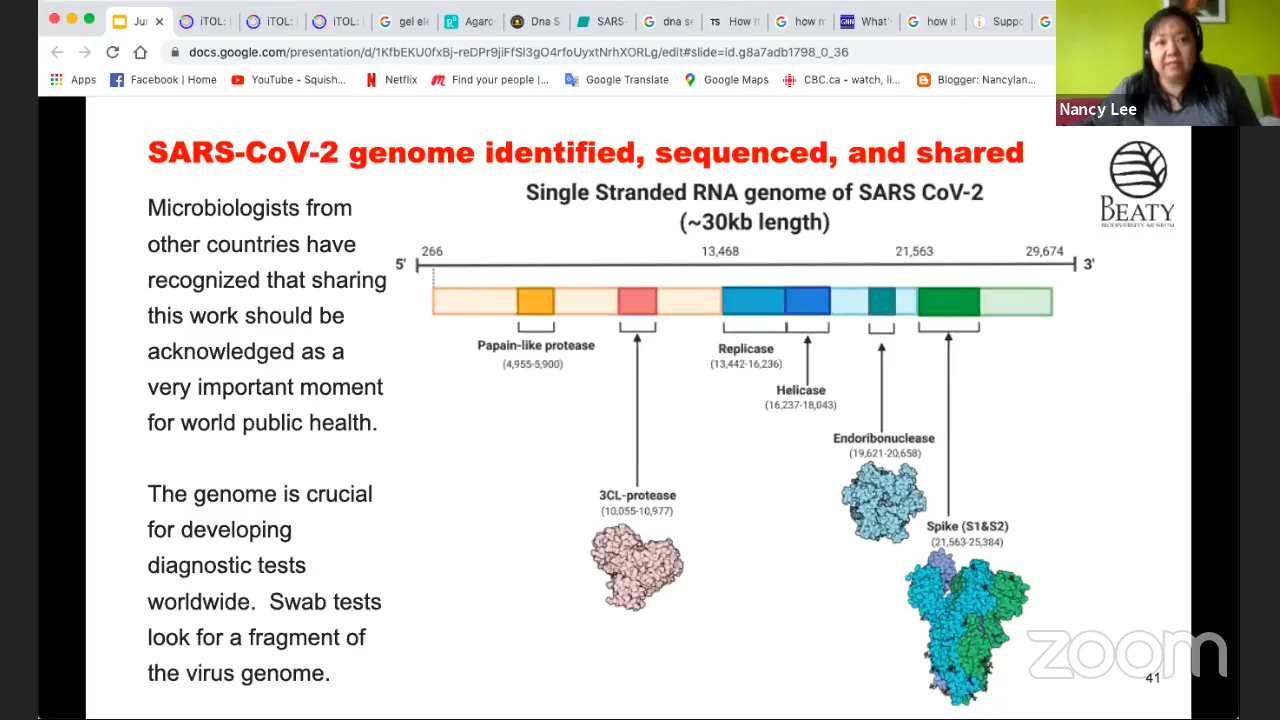 Jun
iTOL: I
iTOL: I
iTOL: I
gel ele
Agaro
Dna S
SARS-
dna se
How It
how it
What'
how it
Suppo
docs.google.com/presentation/d/1KfbEKU0fxBj-reDPr9jiFfSl3gO4rfoUyxtNrhXORLg/edit#slide=id.g8a7adb1798_0_36
Apps
Facebook | Home
YouTube - Squish...
Netflix
Find your people |...
Google Translate
Google Maps
CBC.ca - watch, li...
Blogger: Nancylan...
Nancy Lee
SARS-CoV-2 genome identified, sequenced, and shared
BEATY
BIODIVERSITY MUSEUM
Microbiologists from
other countries have
recognized that sharing
this work should be
acknowledged as a
very important moment
for world public health.
The genome is crucial
for developing
diagnostic tests
worldwide. Swab tests
look for a fragment of
the virus genome.
Single Stranded RNA genome of SARS CoV-2
(~30kb length)
266
13,468
21,563
29,674
5'
3'
Papain-like protease
(4,955-5,900)
Replicase
(13,442-16,236)
Helicase
(16,237-18,043)
Endoribonuclease
(19,621-20,658)
3CL-protease
(10,055-10,977)
Spike (S1&S2)
(21,563-25,384)
zoom
41